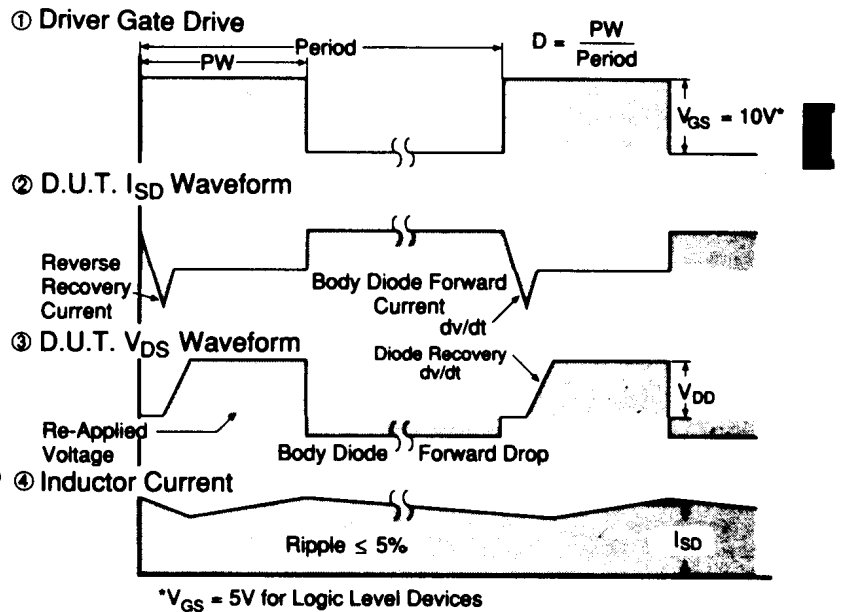 ① Driver Gate Drive
Period
PW
D = PW / Period
V_GS = 10V*
② D.U.T. I_SD Waveform
Reverse
Recovery
Current
Body Diode Forward
Current
dv/dt
③ D.U.T. V_DS Waveform
Diode Recovery
dv/dt
V_DD
Re-Applied
Voltage
Body Diode Forward Drop
④ Inductor Current
Ripple ≤ 5%
I_SD
*V_GS = 5V for Logic Level Devices